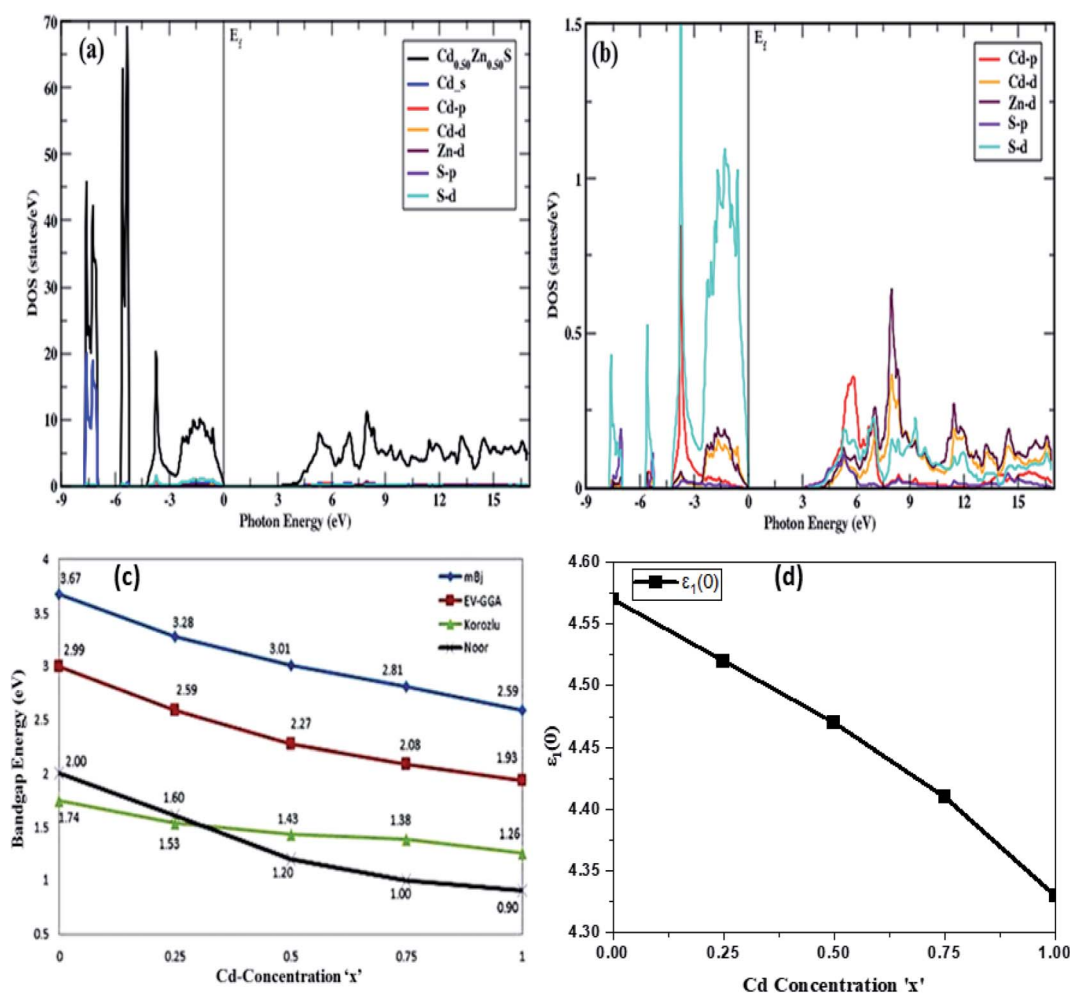 (a)
E_f
Cd0.50Zn0.50S
Cd_s
Cd-p
Cd-d
Zn-d
S-p
S-d
70
60
50
40
30
20
10
0
DOS (states/eV)
-9 -6 -3 0 3 6 9 12 15
Photon Energy (eV)
(b)
E_f
Cd-p
Cd-d
Zn-d
S-p
S-d
1.5
1
0.5
0
DOS (states/eV)
-9 -6 -3 0 3 6 9 12 15
Photon Energy (eV)
(c)
mBj
EV-GGA
Korozlu
Noor
4
3.5
3
2.5
2
1.5
1
0.5
Bandgap Energy (eV)
3.67 3.28 3.01 2.81 2.59
2.99 2.59 2.27 2.08 1.93
2.00 1.60 1.43 1.38 1.26
1.74 1.53 1.20 1.00 0.90
0 0.25 0.5 0.75 1
Cd-Concentration 'x'
(d)
ε1(0)
4.60
4.55
4.50
4.45
4.40
4.35
4.30
ε1(0)
0.00 0.25 0.50 0.75 1.00
Cd Concentration 'x'